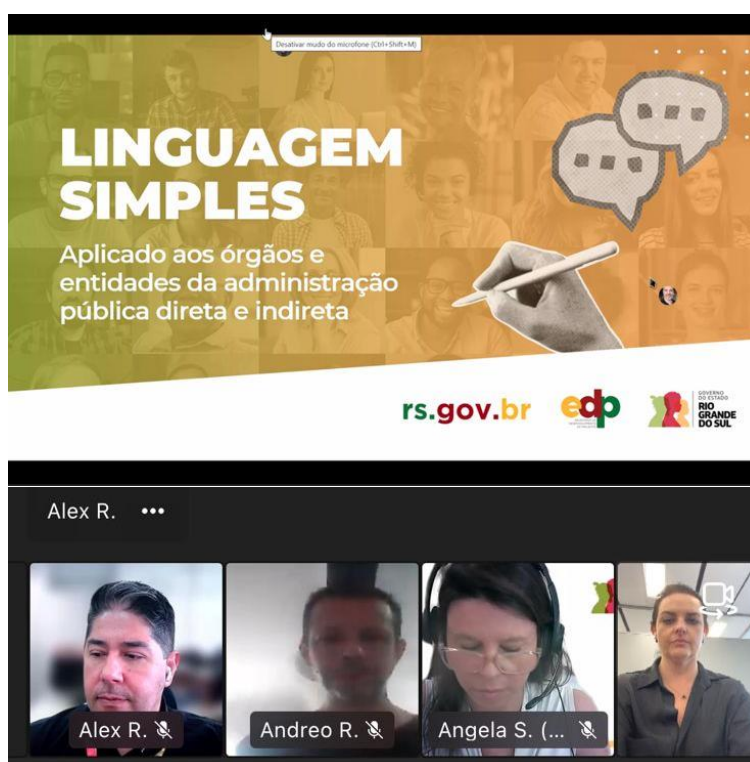 Desativar mudo do microfone (Ctrl+Shift+M)
LINGUAGEM
SIMPLES
Aplicado aos órgãos e
entidades da administração
pública direta e indireta
rs.gov.br
edp
GOVERNO
DO ESTADO
RIO
GRANDE
DO SUL
Alex R. •••
Alex R.
Andreo R.
Angela S. (...